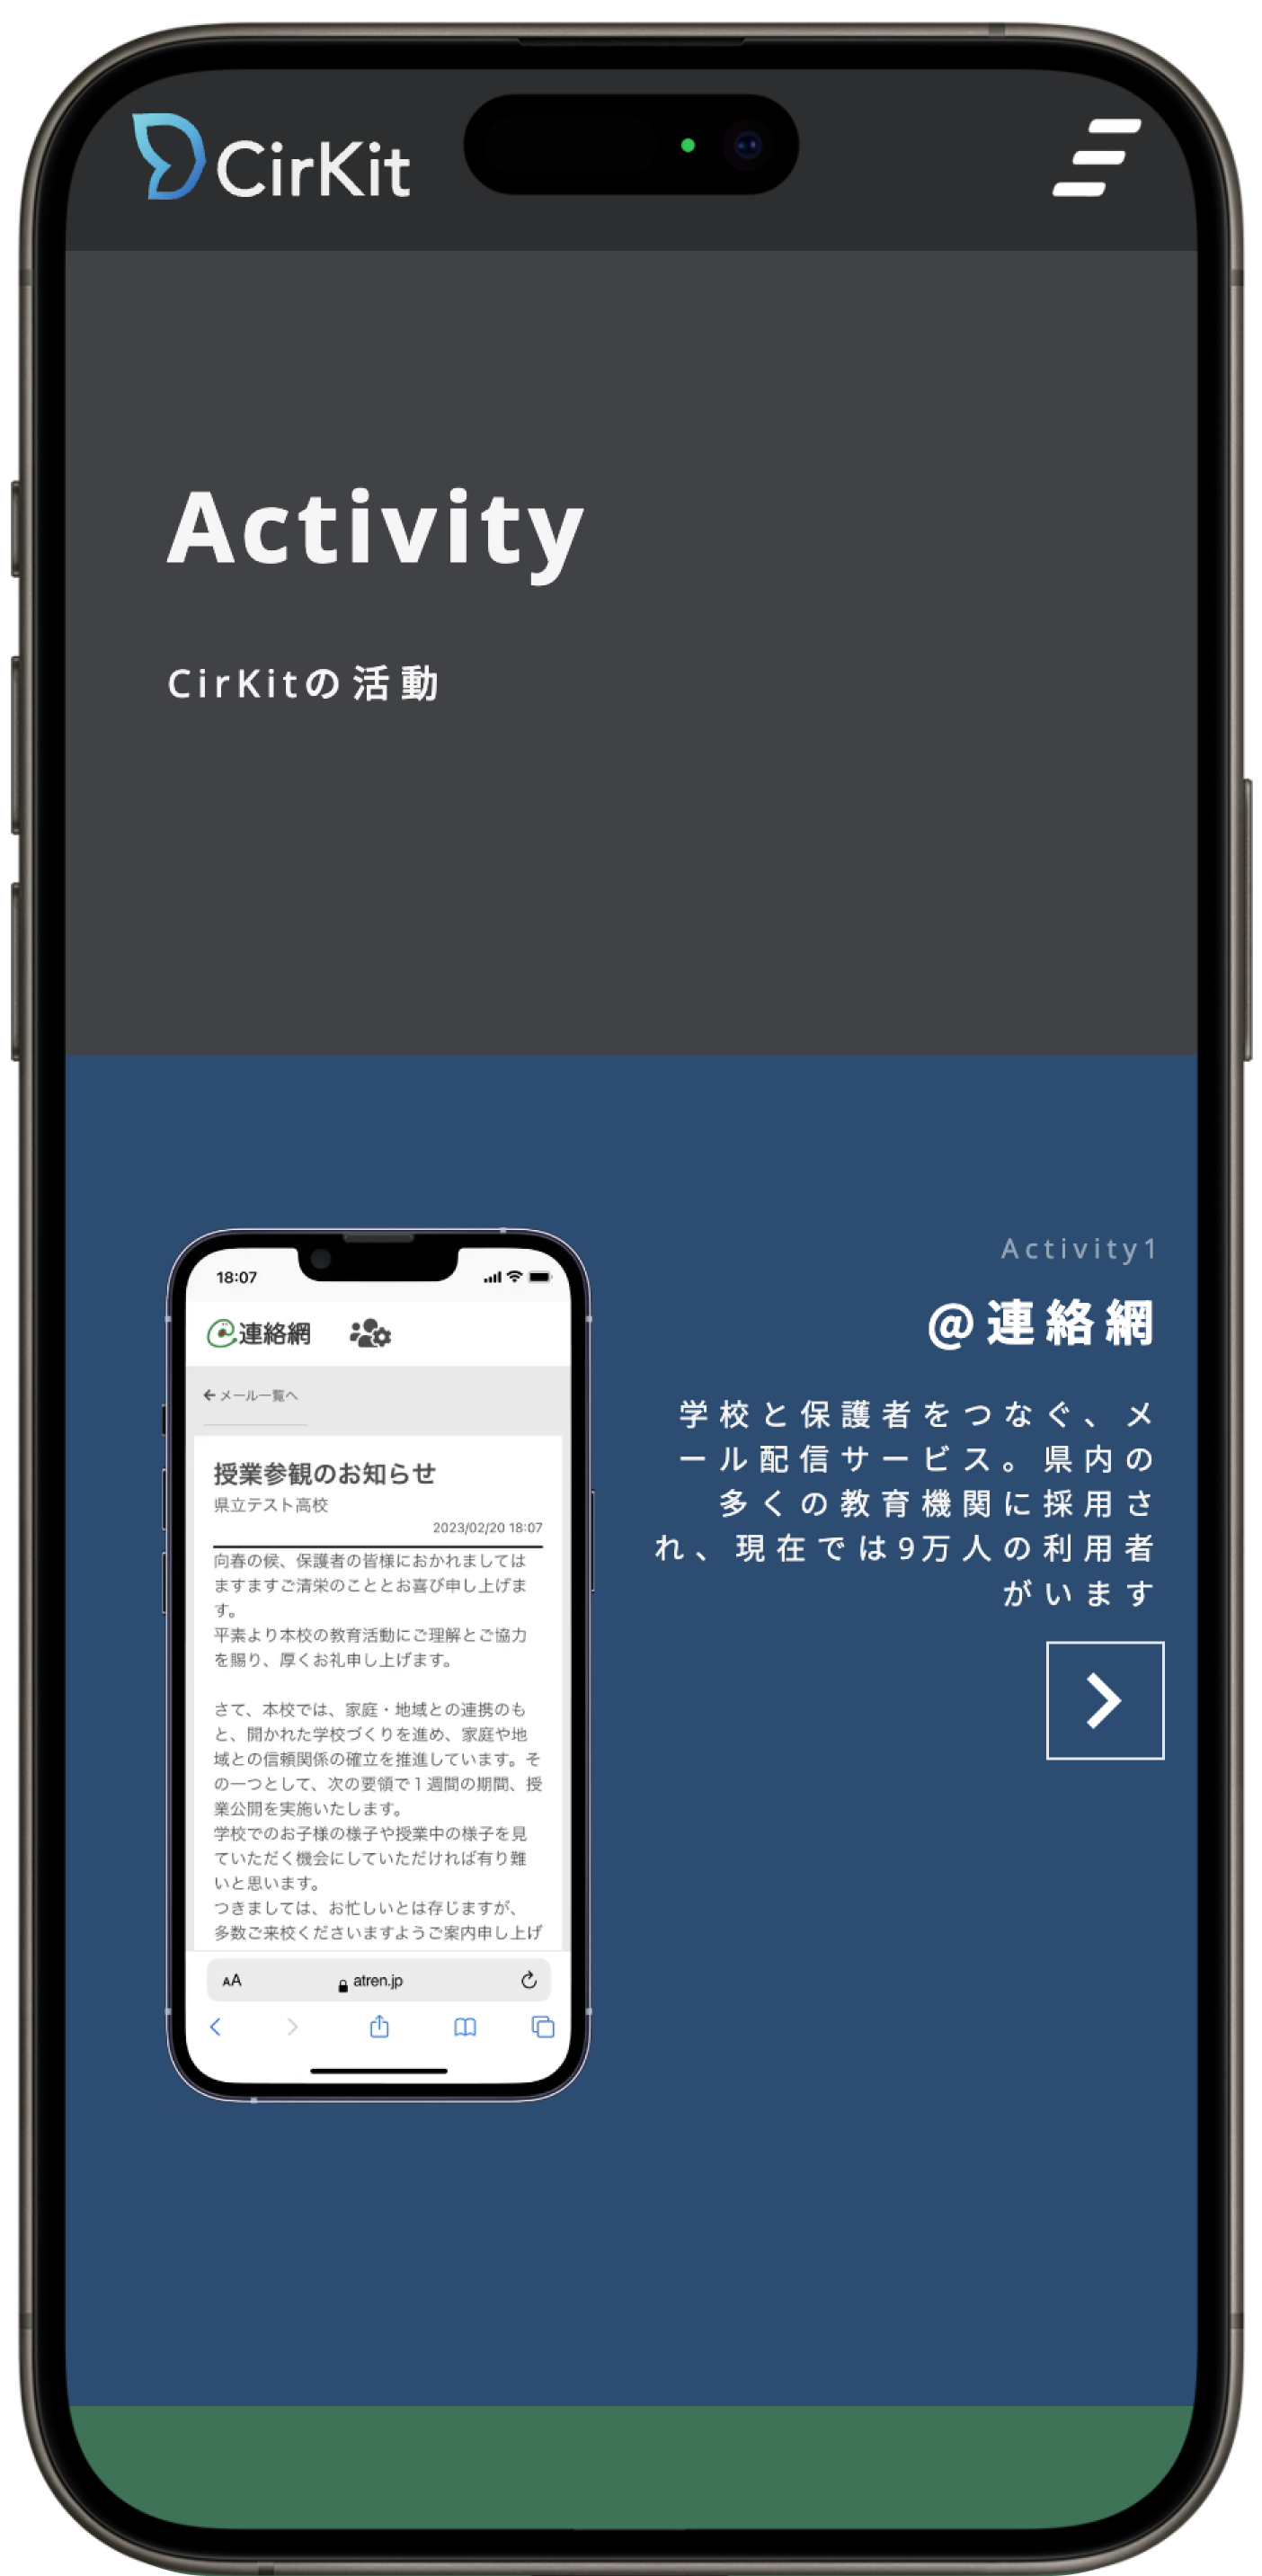 CirKit
Activity
CirKitの活動
18:07
@連絡網
メール一覧へ
授業参観のお知らせ
県立テスト高校
2023/02/20 18:07
向春の候、保護者の皆様におかれましては
ますますご清栄のこととお喜び申し上げま
す。
平素より本校の教育活動にご理解とご協力
を賜り、厚くお礼申し上げます。
さて、本校では、家庭・地域との連携のも
と、開かれた学校づくりを進め、家庭や地
域との信頼関係の確立を推進しています。そ
の一つとして、次の要領で1週間の期間、授
業公開を実施いたします。
学校でのお子様の様子や授業中の様子を見
ていただく機会にしていただければ有り難
いと思います。
つきましては、お忙しいとは存じますが、
多数ご来校くださいますようご案内申し上げ
AA
atren.jp
Activity1
@連絡網
学校と保護者をつなぐ、メ
ール配信サービス。県内の
多くの教育機関に採用さ
れ、現在では9万人の利用者
がいます